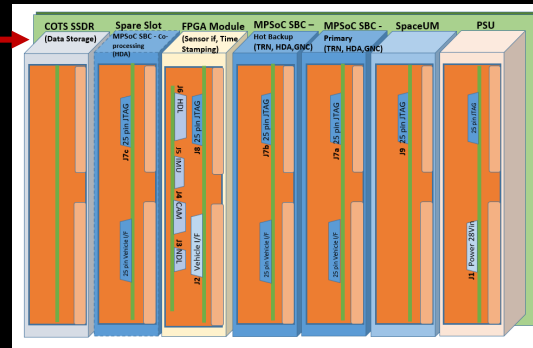 COTS SSDR
(Data Storage)
Spare Slot
MPSoC SBC - Co-
processing
(HDA)
FPGA Module
(Sensor if, Time
Stamping)
MPSoC SBC –
Hot Backup
(TRN, HDA,GNC)
MPSoC SBC -
Primary
(TRN, HDA,GNC)
SpaceUM
PSU
J7c
25 pin JTAG
25 pin Vehicle I/F
J6
HDL
J5
IMU
J4
CAM
J3
NDL
J8
25 pin JTAG
J2
Vehicle I/F
J7b
25 pin JTAG
25 pin Vehicle I/F
J7a
25 pin JTAG
25 pin Vehicle I/F
J9
25 pin JTAG
25 pin JTAG
J1
Power 28Vin